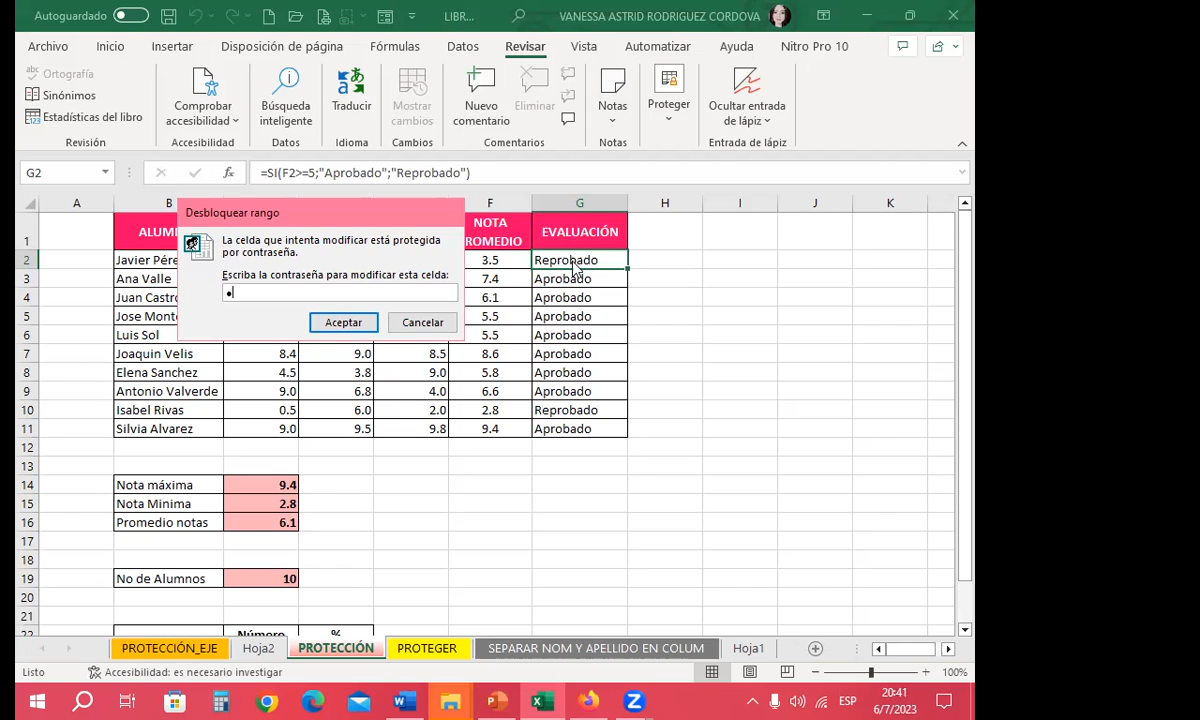 Autoguardado
LIBR...
VANESSA ASTRID RODRIGUEZ CORDOVA
Archivo Inicio Insertar Disposición de página Fórmulas Datos Revisar Vista Automatizar Ayuda Nitro Pro 10
abc Ortografía
Sinónimos
Estadísticas del libro
Revisión
Comprobar accesibilidad
Accesibilidad
Búsqueda inteligente
Datos
Traducir
Idioma
Mostrar cambios
Cambios
Nuevo comentario
Eliminar
Comentarios
Notas
Notas
Proteger
Ocultar entrada de lápiz
Entrada de lápiz
G2 fx =SI(F2>=5;"Aprobado";"Reprobado")
A B F G H I J K
1 ALUM NOTA ROMEDIO EVALUACIÓN
2 Javier Pére 3.5 Reprobado
3 Ana Valle 7.4 Aprobado
4 Juan Castro 6.1 Aprobado
5 Jose Monte 5.5 Aprobado
6 Luis Sol 5.5 Aprobado
7 Joaquin Velis 8.4 9.0 8.5 8.6 Aprobado
8 Elena Sanchez 4.5 3.8 9.0 5.8 Aprobado
9 Antonio Valverde 9.0 6.8 4.0 6.6 Aprobado
10 Isabel Rivas 0.5 6.0 2.0 2.8 Reprobado
11 Silvia Alvarez 9.0 9.5 9.8 9.4 Aprobado
12
13
14 Nota máxima 9.4
15 Nota Minima 2.8
16 Promedio notas 6.1
17
18
19 No de Alumnos 10
20
21
22 Número %
Desbloquear rango
La celda que intenta modificar está protegida
por contraseña.
Escriba la contraseña para modificar esta celda:
●
Aceptar Cancelar
PROTECCIÓN_EJE Hoja2 PROTECCIÓN PROTEGER SEPARAR NOM Y APELLIDO EN COLUM Hoja1
Listo Accesibilidad: es necesario investigar 100%
ESP
20:41
6/7/2023